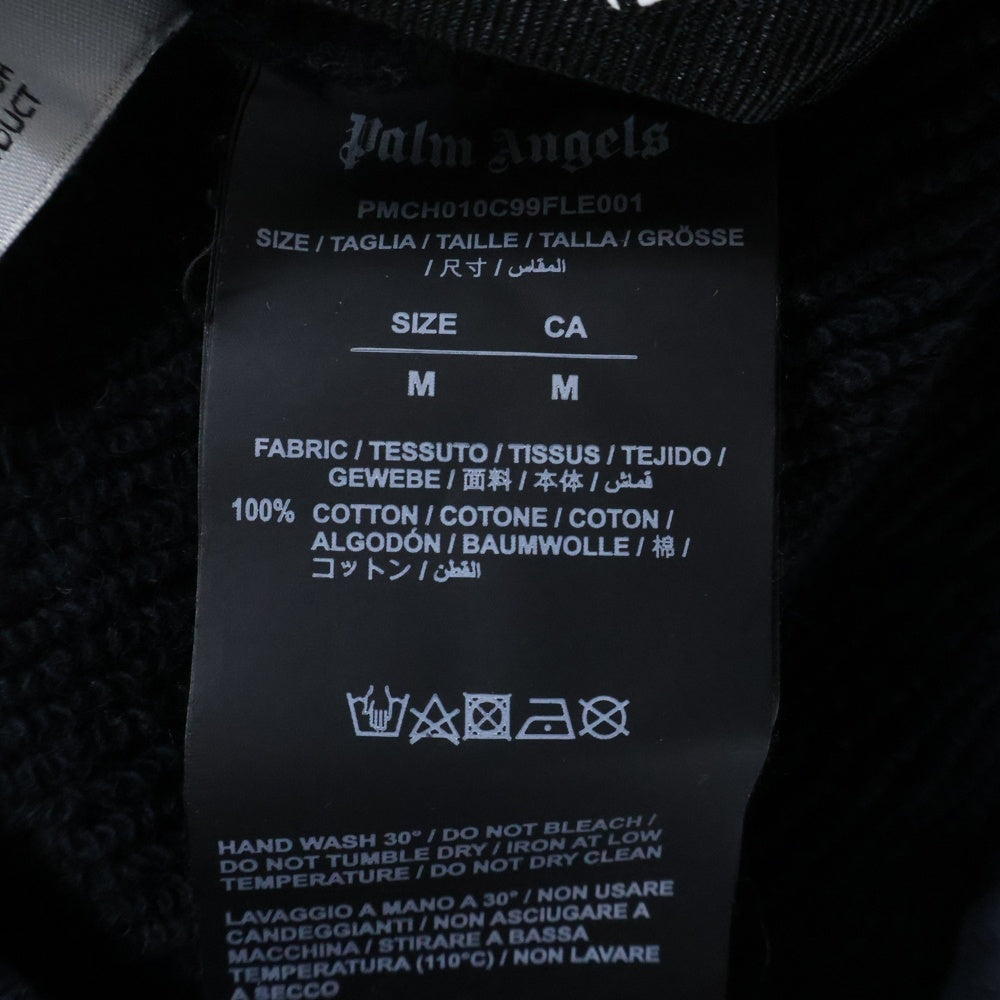 DUCT
Palm Angels
PMCH010C99FLE001
SIZE / TAGLIA / TAILLE / TALLA / GRÖSSE
/ 尺寸 / المقاس
SIZE CA
M M
FABRIC / TESSUTO / TISSUS / TEJIDO /
GEWEBE / 面料 / 本体 / قماش
100% COTTON / COTONE / COTON /
ALGODÓN / BAUMWOLLE / 棉 /
コットン / القطن
HAND WASH 30° / DO NOT BLEACH /
DO NOT TUMBLE DRY / IRON AT LOW
TEMPERATURE / DO NOT DRY CLEAN
LAVAGGIO A MANO A 30° / NON USARE
CANDEGGIANTI / NON ASCIUGARE A
MACCHINA / STIRARE A BASSA
TEMPERATURA (110°C) / NON LAVARE
A SECCO